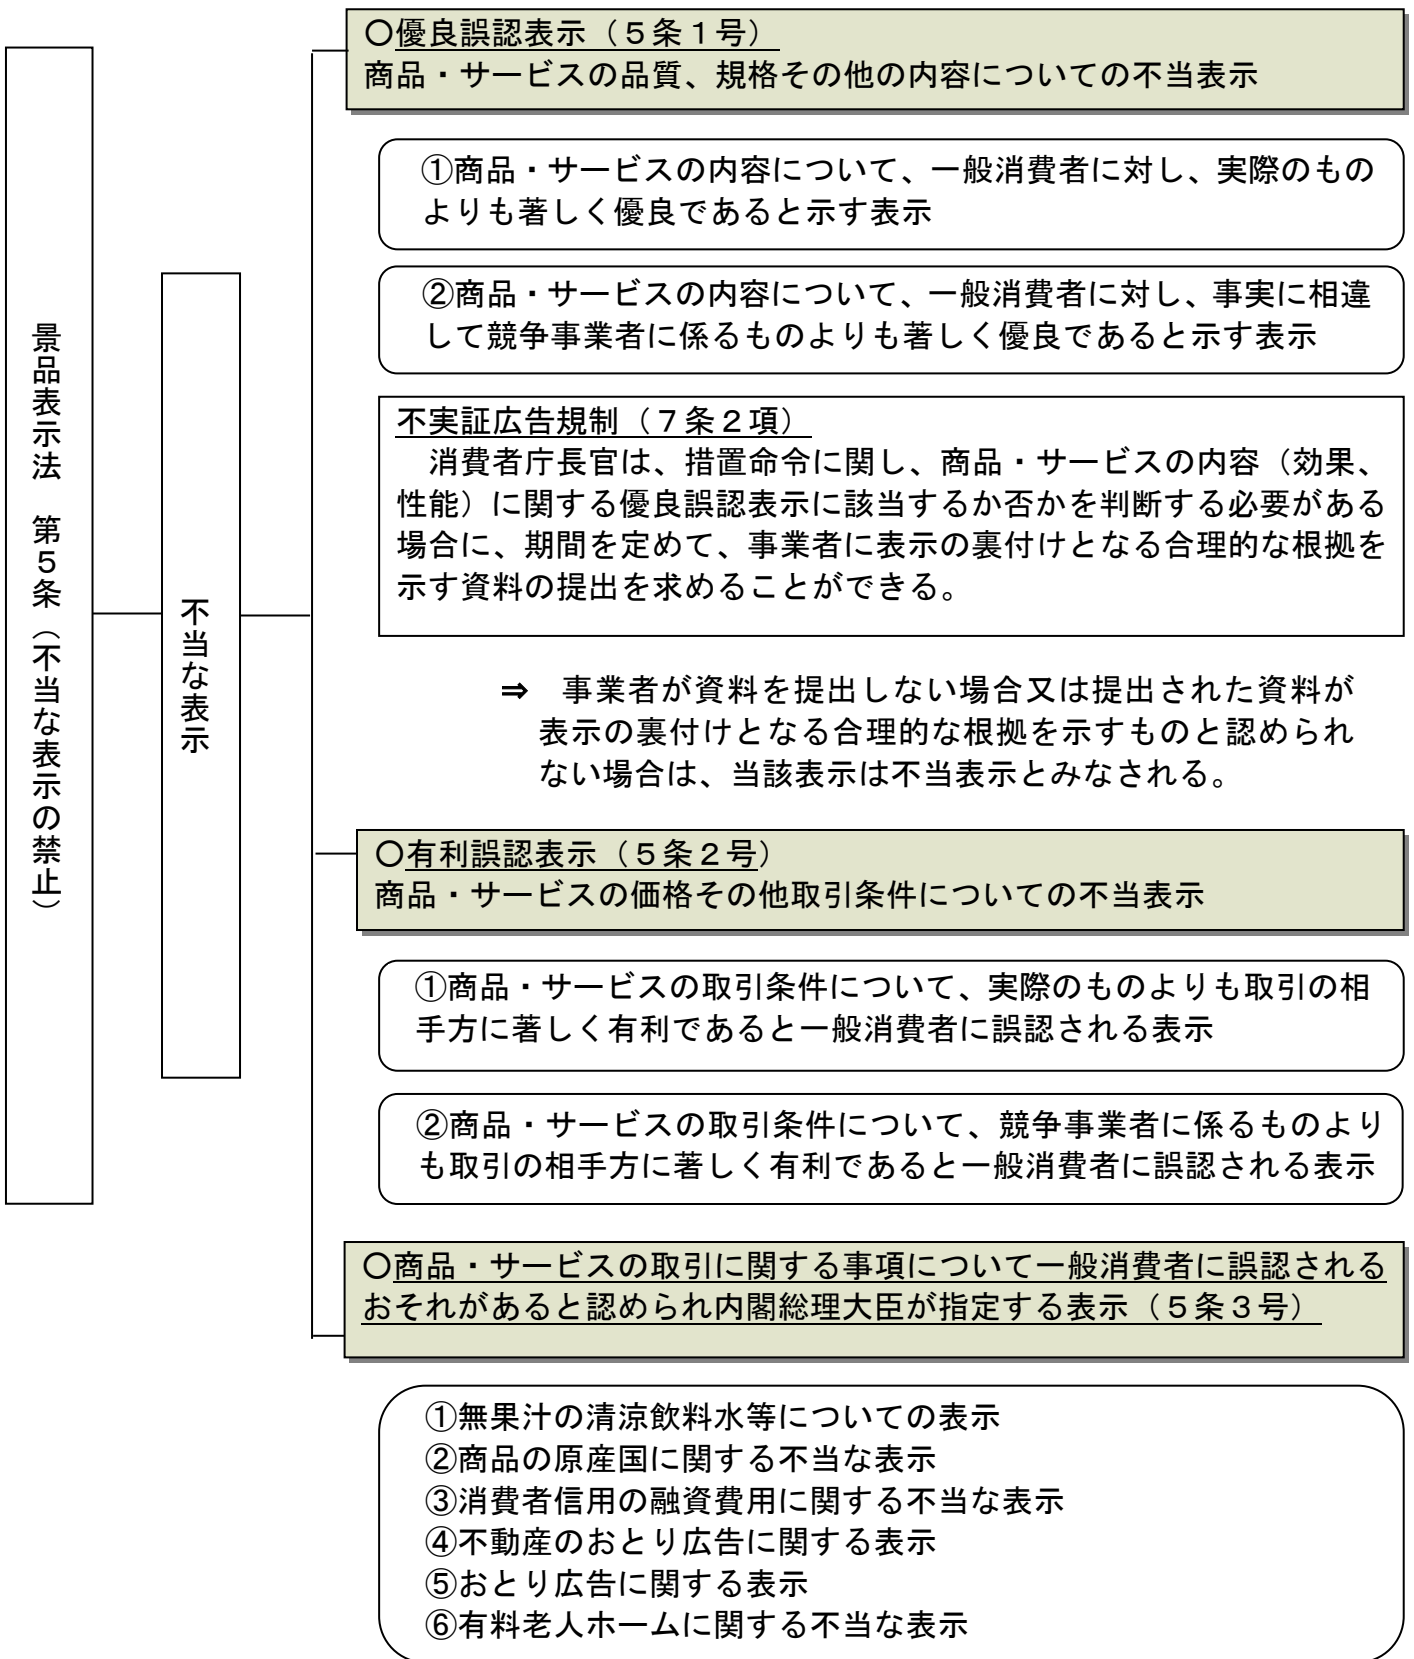 景品表示法　第５条（不当な表示の禁止）
不当な表示
〇優良誤認表示（５条１号）
商品・サービスの品質、規格その他の内容についての不当表示
①商品・サービスの内容について、一般消費者に対し、実際のもの
よりも著しく優良であると示す表示
②商品・サービスの内容について、一般消費者に対し、事実に相違
して競争事業者に係るものよりも著しく優良であると示す表示
不実証広告規制（７条２項）
　消費者庁長官は、措置命令に関し、商品・サービスの内容（効果、
性能）に関する優良誤認表示に該当するか否かを判断する必要がある
場合に、期間を定めて、事業者に表示の裏付けとなる合理的な根拠を
示す資料の提出を求めることができる。
⇒　事業者が資料を提出しない場合又は提出された資料が
表示の裏付けとなる合理的な根拠を示すものと認められ
ない場合は、当該表示は不当表示とみなされる。
〇有利誤認表示（５条２号）
商品・サービスの価格その他取引条件についての不当表示
①商品・サービスの取引条件について、実際のものよりも取引の相
手方に著しく有利であると一般消費者に誤認される表示
②商品・サービスの取引条件について、競争事業者に係るものより
も取引の相手方に著しく有利であると一般消費者に誤認される表示
〇商品・サービスの取引に関する事項について一般消費者に誤認される
おそれがあると認められ内閣総理大臣が指定する表示（５条３号）
①無果汁の清涼飲料水等についての表示
②商品の原産国に関する不当な表示
③消費者信用の融資費用に関する不当な表示
④不動産のおとり広告に関する表示
⑤おとり広告に関する表示
⑥有料老人ホームに関する不当な表示